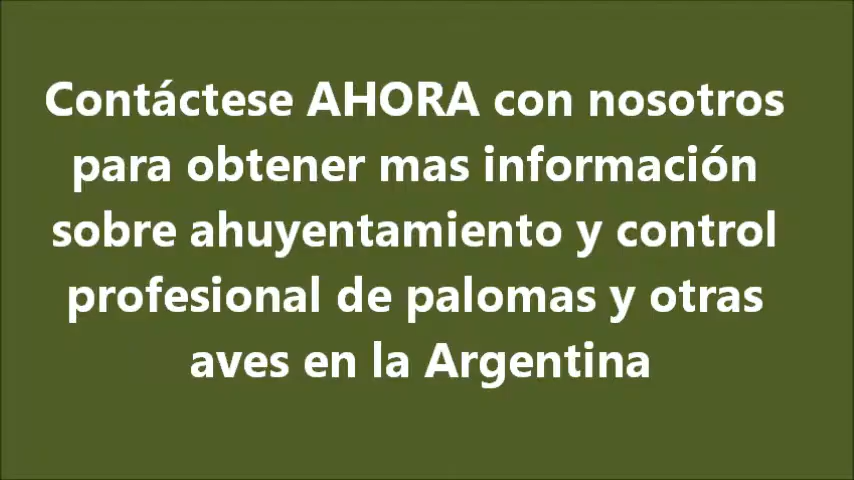 Contáctese AHORA con nosotros
para obtener mas información
sobre ahuyentamiento y control
profesional de palomas y otras
aves en la Argentina